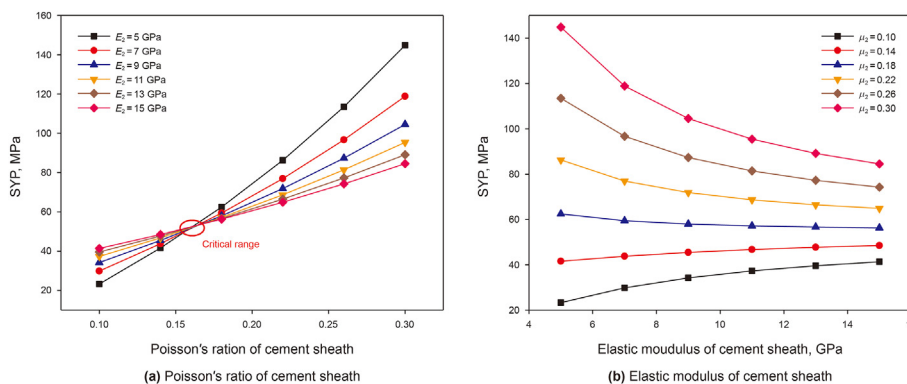 160
140
120
100
80
60
40
20
SYP, MPa
E2 = 5 GPa
E2 = 7 GPa
E2 = 9 GPa
E2 = 11 GPa
E2 = 13 GPa
E2 = 15 GPa
Critical range
0.10 0.15 0.20 0.25 0.30
Poisson's ration of cement sheath
(a) Poisson's ratio of cement sheath
140
120
100
80
60
40
20
SYP, MPa
μ2 = 0.10
μ2 = 0.14
μ2 = 0.18
μ2 = 0.22
μ2 = 0.26
μ2 = 0.30
4 6 8 10 12 14 16
Elastic moudulus of cement sheath, GPa
(b) Elastic modulus of cement sheath